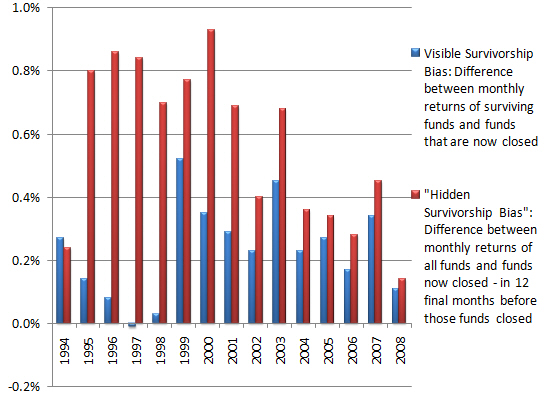 1.0%
0.8%
0.6%
0.4%
0.2%
0.0%
-0.2%
1994
1995
1996
1997
1998
1999
2000
2001
2002
2003
2004
2005
2006
2007
2008
Visible Survivorship
Bias: Difference
between monthly
returns of surviving
funds and funds
that are now closed
"Hidden
Survivorship Bias":
Difference between
monthly returns of
all funds and funds
now closed - in 12
final months before
those funds closed